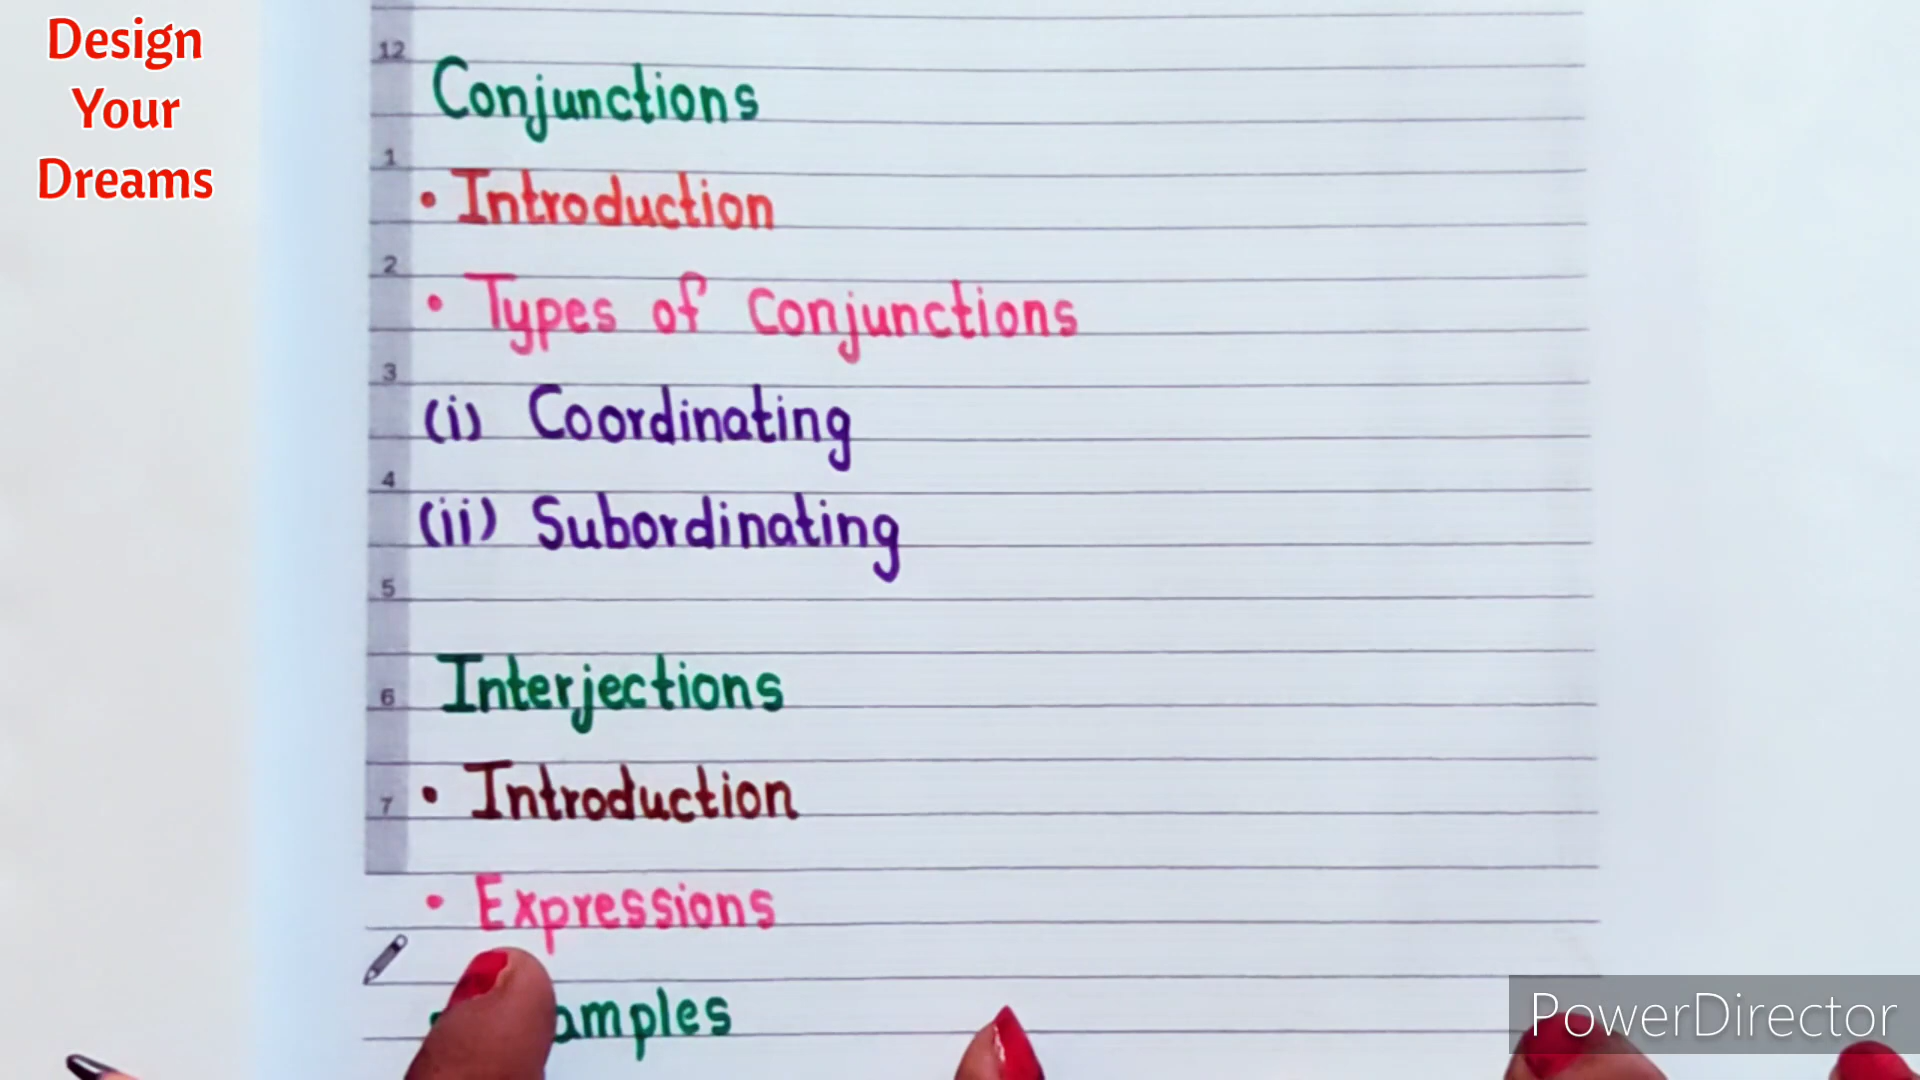 Design
Your
Dreams
12
Conjunctions
1
• Introduction
2
• Types of Conjunctions
3
(i) Coordinating
4
(ii) Subordinating
5
Interjections
6
• Introduction
7
• Expressions
PowerDirector